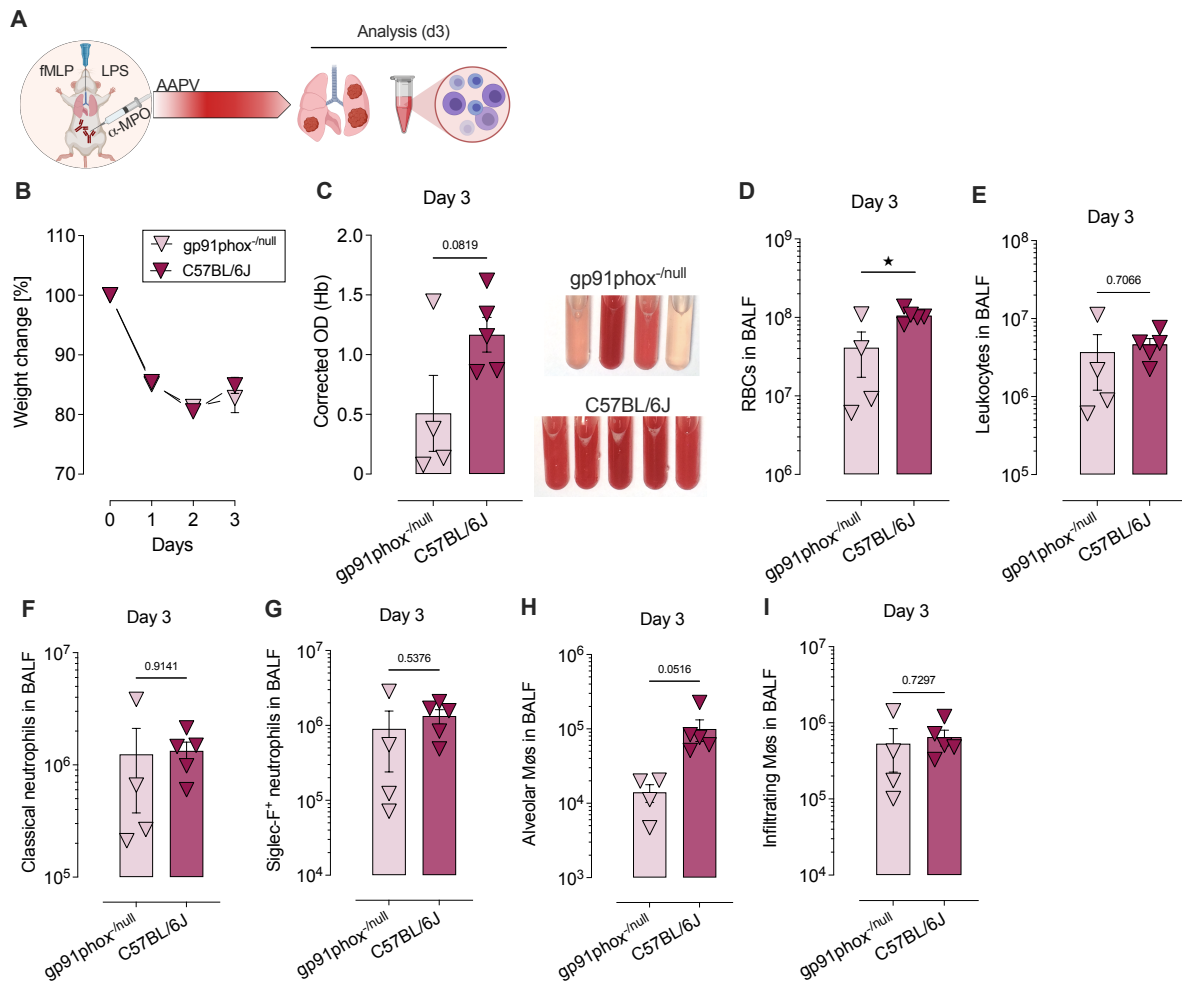 A
Analysis (d3)
fMLP
LPS
AAPV
α-MPO
B
110
100
90
80
70
Weight change [%]
0
1
2
3
Days
gp91phox-/null
C57BL/6J
C
Day 3
2.0
1.5
1.0
0.5
0
Corrected OD (Hb)
0.0819
gp91phox-/null
C57BL/6J
gp91phox-/null
C57BL/6J
D
Day 3
10⁹
10⁸
10⁷
10⁶
RBCs in BALF
★
gp91phox-/null
C57BL/6J
E
Day 3
10⁸
10⁷
10⁶
10⁵
Leukocytes in BALF
0.7066
gp91phox-/null
C57BL/6J
F
Day 3
10⁷
10⁶
10⁵
Classical neutrophils in BALF
0.9141
gp91phox-/null
C57BL/6J
G
Day 3
10⁷
10⁶
10⁵
10⁴
Siglec-F⁺ neutrophils in BALF
0.5376
gp91phox-/null
C57BL/6J
H
Day 3
10⁶
10⁵
10⁴
10³
Alveolar Møs in BALF
0.0516
gp91phox-/null
C57BL/6J
I
Day 3
10⁷
10⁶
10⁵
10⁴
Infiltrating Møs in BALF
0.7297
gp91phox-/null
C57BL/6J